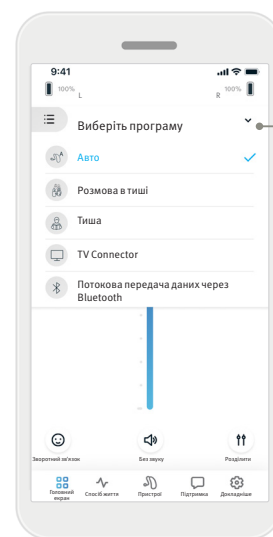 9:41
100% L
R 100%
Виберіть програму
Авто
Розмова в тиші
Тиша
TV Connector
Потокова передача даних через
Bluetooth
Зворотний зв'язок
Без звуку
Розділити
Головний
екран
Спосіб життя
Пристрої
Підтримка
Докладніше